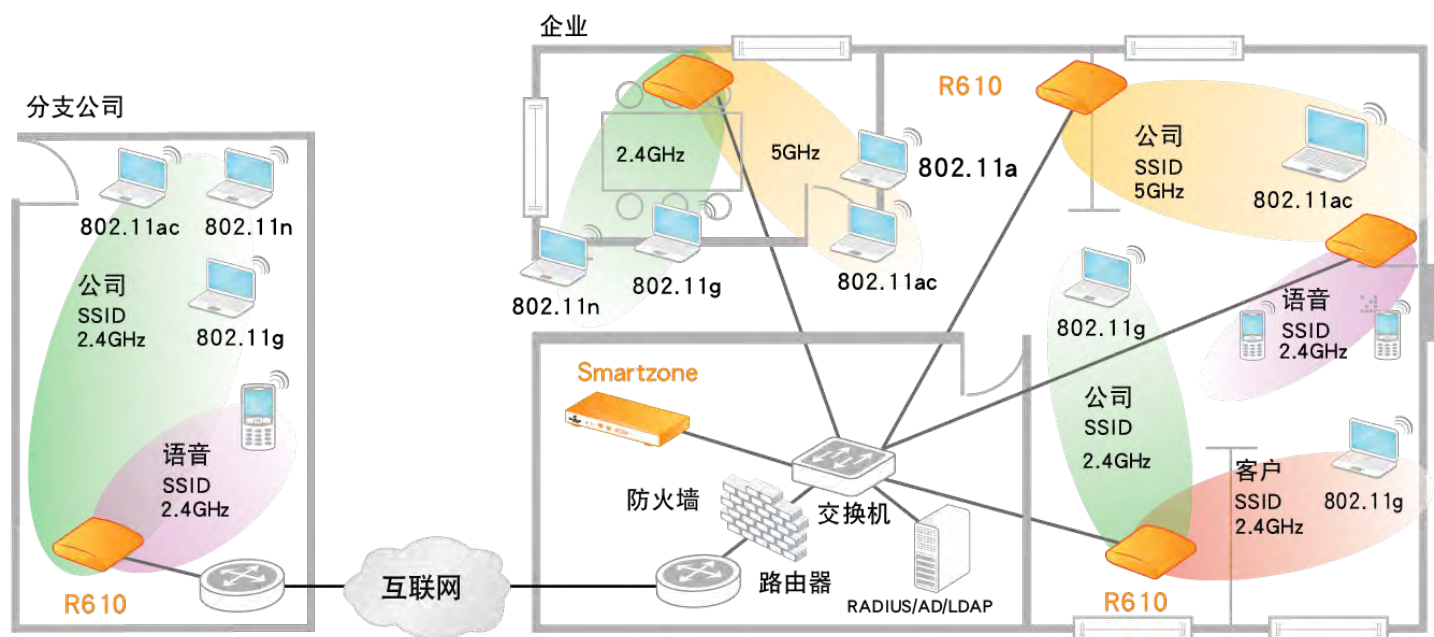 企业
分支公司
802.11ac
802.11n
公司
SSID
2.4GHz
802.11g
语音
SSID
2.4GHz
R610
互联网
2.4GHz
5GHz
802.11a
802.11n
802.11g
802.11ac
R610
公司
SSID
5GHz
802.11ac
语音
SSID
2.4GHz
802.11g
公司
SSID
2.4GHz
客户
SSID
2.4GHz
802.11g
R610
Smartzone
防火墙
交换机
路由器
RADIUS/AD/LDAP